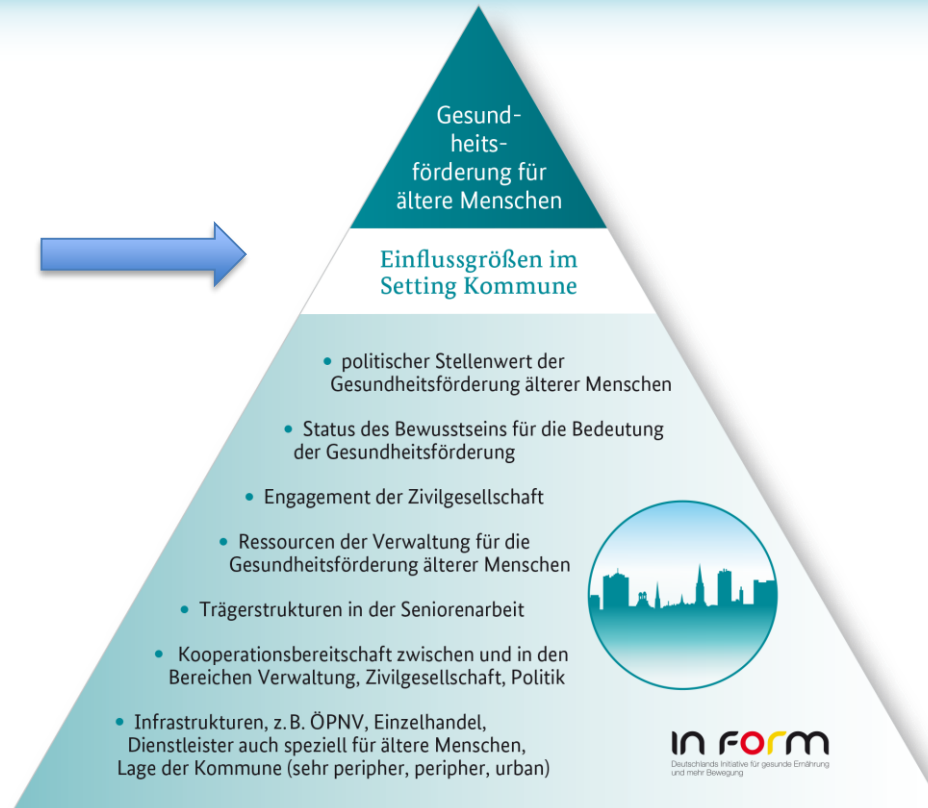 Gesund-
heits-
förderung für
ältere Menschen
Einflussgrößen im
Setting Kommune
• politischer Stellenwert der
Gesundheitsförderung älterer Menschen
• Status des Bewusstseins für die Bedeutung
der Gesundheitsförderung
• Engagement der Zivilgesellschaft
• Ressourcen der Verwaltung für die
Gesundheitsförderung älterer Menschen
• Trägerstrukturen in der Seniorenarbeit
• Kooperationsbereitschaft zwischen und in den
Bereichen Verwaltung, Zivilgesellschaft, Politik
• Infrastrukturen, z. B. ÖPNV, Einzelhandel,
Dienstleister auch speziell für ältere Menschen,
Lage der Kommune (sehr peripher, peripher, urban)
IN FORM
Deutschlands Initiative für gesunde Ernährung
und mehr Bewegung